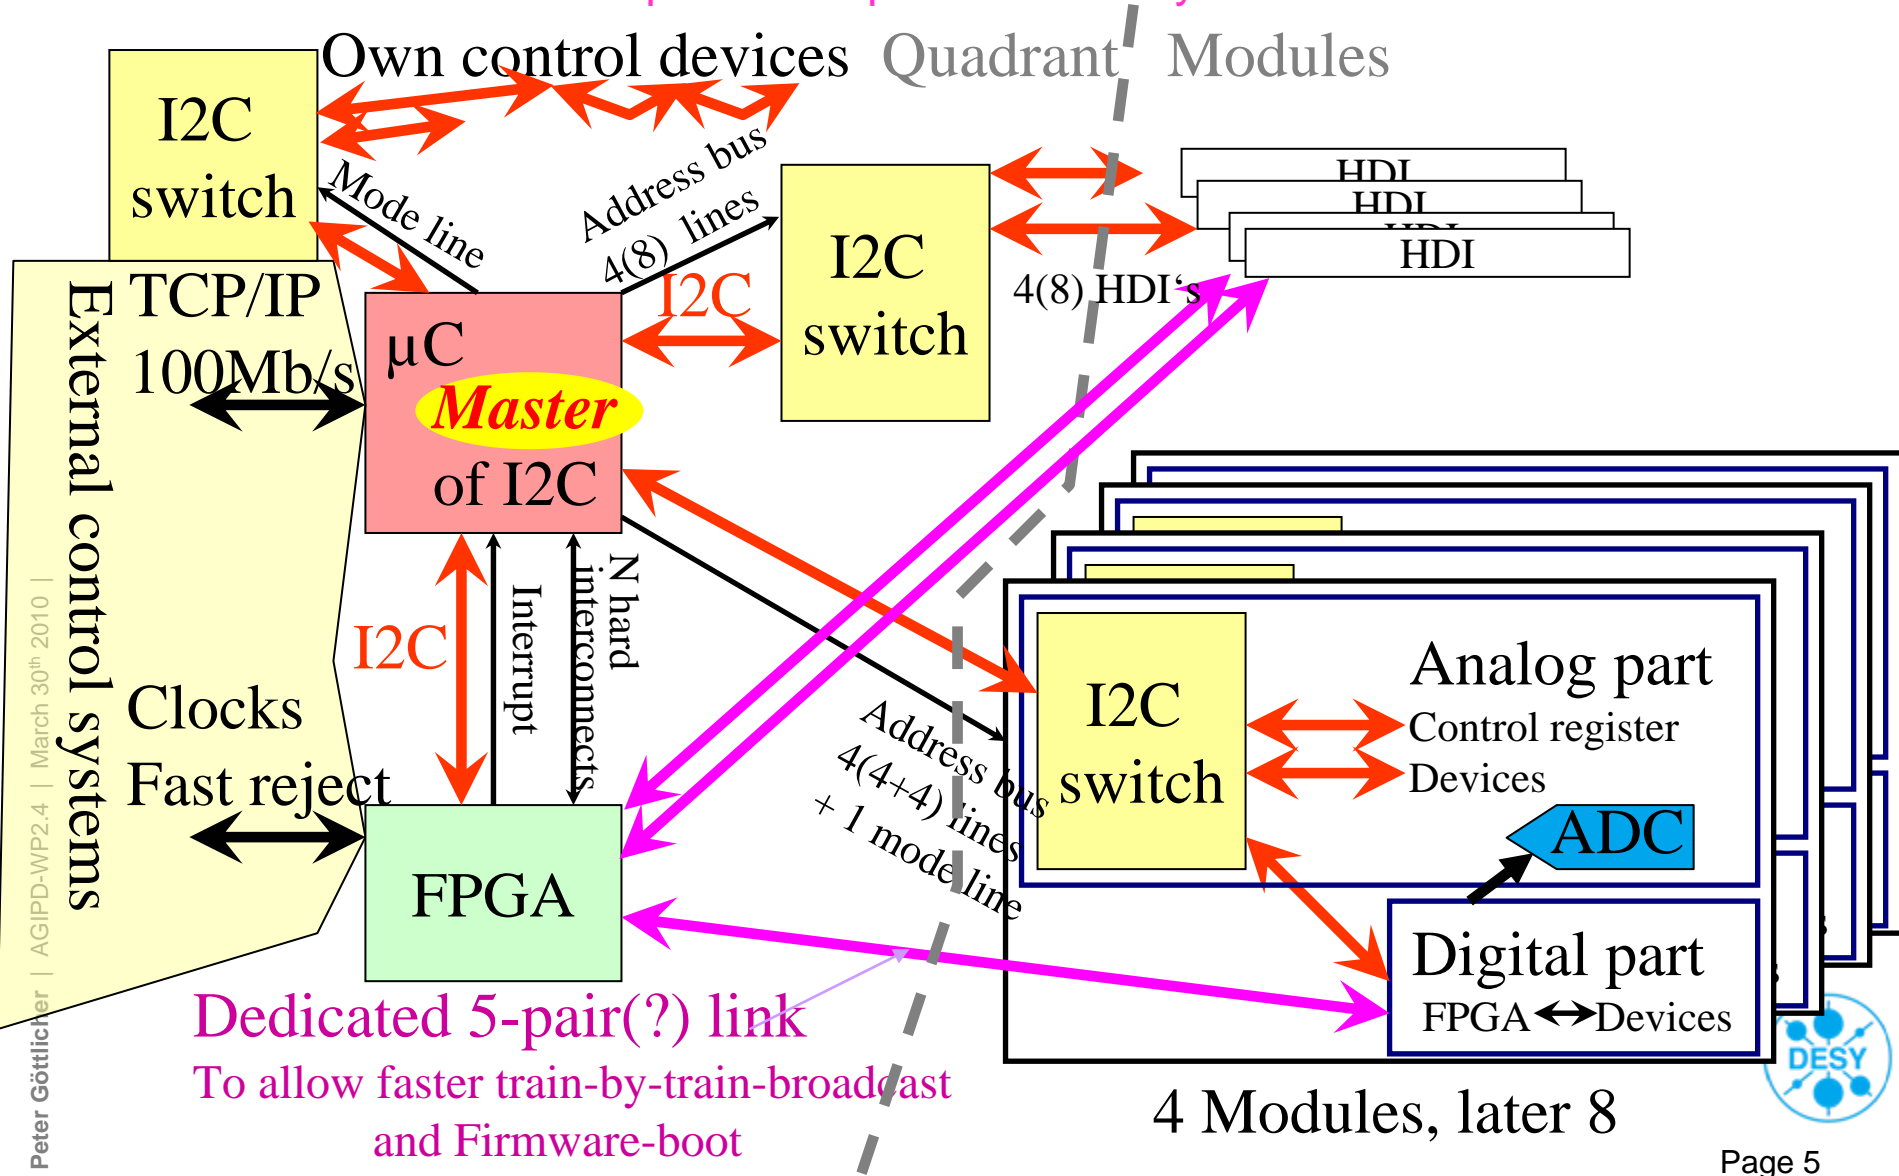 Own control devices
Quadrant
Modules
I2C
switch
Mode line
Address bus
4(8) lines
I2C
I2C
switch
HDI
HDI
HDI
HDI
4(8) HDI‘s
TCP/IP
100Mb/s
External control systems
µC
Master
of I2C
I2C
Interrupt
N hard
interconnects
Clocks
Fast reject
FPGA
Address bus
4(4+4) lines
+ 1 mode line
I2C
switch
Analog part
Control register
Devices
ADC
Digital part
FPGA
Devices
Dedicated 5-pair(?) link
To allow faster train-by-train-broadcast
and Firmware-boot
4 Modules, later 8
DESY
Peter Göttlicher | AGIPD-WP2.4 | March 30th 2010 |
Page 5